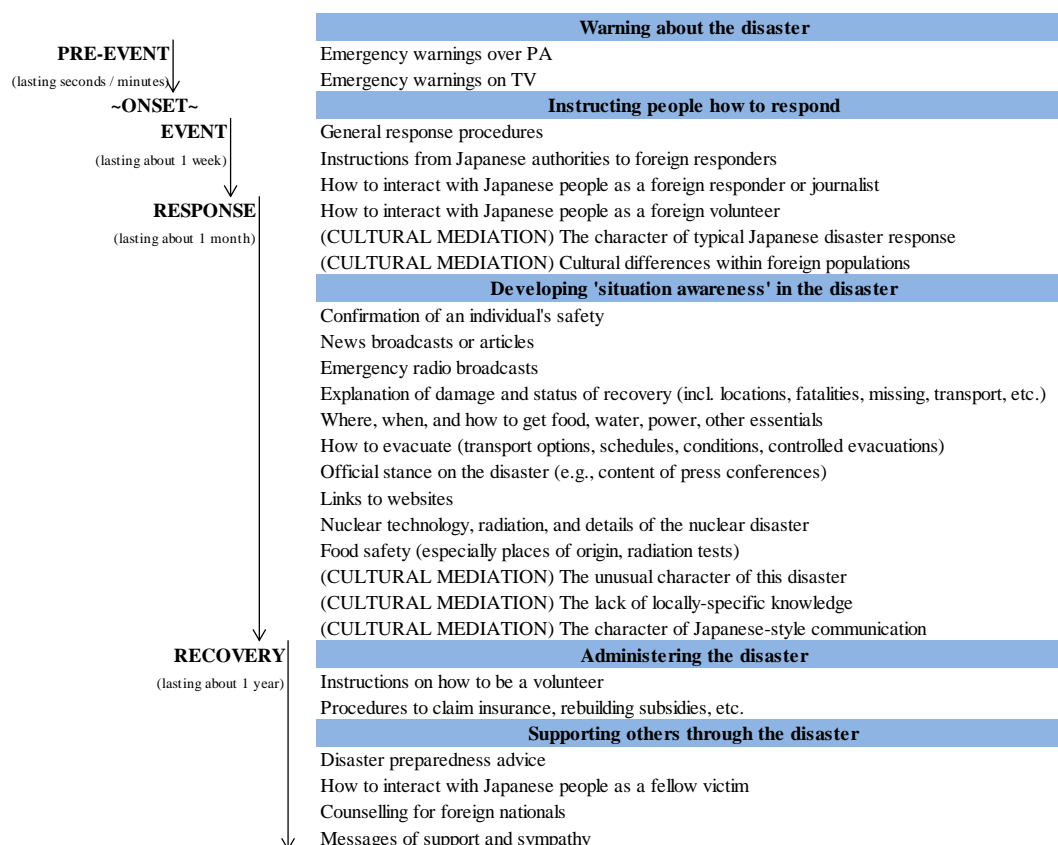 Warning about the disaster
PRE-EVENT
Emergency warnings over PA
(lasting seconds / minutes)
Emergency warnings on TV
~ONSET~
Instructing people how to respond
EVENT
General response procedures
(lasting about 1 week)
Instructions from Japanese authorities to foreign responders
How to interact with Japanese people as a foreign responder or journalist
RESPONSE
How to interact with Japanese people as a foreign volunteer
(lasting about 1 month)
(CULTURAL MEDIATION) The character of typical Japanese disaster response
(CULTURAL MEDIATION) Cultural differences within foreign populations
Developing 'situation awareness' in the disaster
Confirmation of an individual's safety
News broadcasts or articles
Emergency radio broadcasts
Explanation of damage and status of recovery (incl. locations, fatalities, missing, transport, etc.)
Where, when, and how to get food, water, power, other essentials
How to evacuate (transport options, schedules, conditions, controlled evacuations)
Official stance on the disaster (e.g., content of press conferences)
Links to websites
Nuclear technology, radiation, and details of the nuclear disaster
Food safety (especially places of origin, radiation tests)
(CULTURAL MEDIATION) The unusual character of this disaster
(CULTURAL MEDIATION) The lack of locally-specific knowledge
(CULTURAL MEDIATION) The character of Japanese-style communication
RECOVERY
Administering the disaster
(lasting about 1 year)
Instructions on how to be a volunteer
Procedures to claim insurance, rebuilding subsidies, etc.
Supporting others through the disaster
Disaster preparedness advice
How to interact with Japanese people as a fellow victim
Counselling for foreign nationals
Messages of support and sympathy